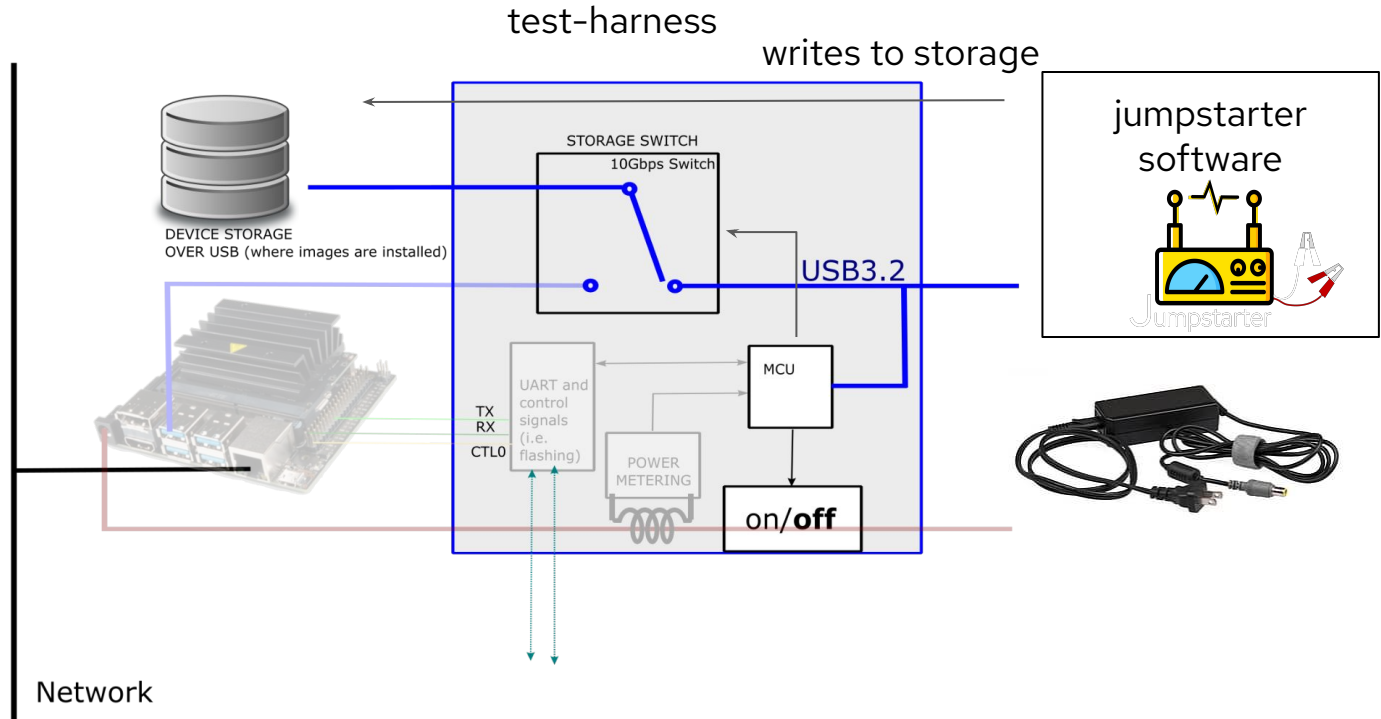 test-harness
writes to storage
jumpstarter
software
Jumpstarter
STORAGE SWITCH
10Gbps Switch
DEVICE STORAGE
OVER USB (where images are installed)
USB3.2
MCU
UART and
control
signals
(i.e.
flashing)
TX
RX
CTL0
POWER
METERING
on/off
Network